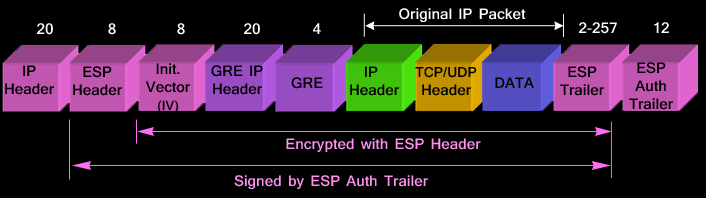 Original IP Packet
20 8 8 20 4 2-257 12
IP Header
ESP Header
Init. Vector (IV)
GRE IP Header
GRE
IP Header
TCP/UDP Header
DATA
ESP Trailer
ESP Auth Trailer
Encrypted with ESP Header
Signed by ESP Auth Trailer